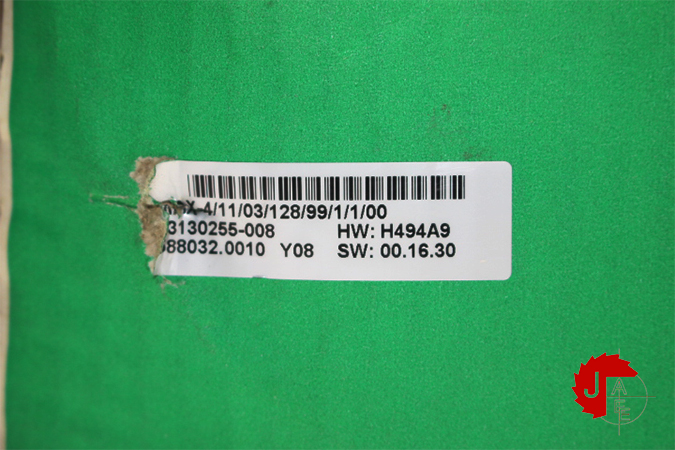 X-4/11/03/128/99/1/1/00
3130255-008 HW: H494A9
88032.0010 Y08 SW: 00.16.30
J
A